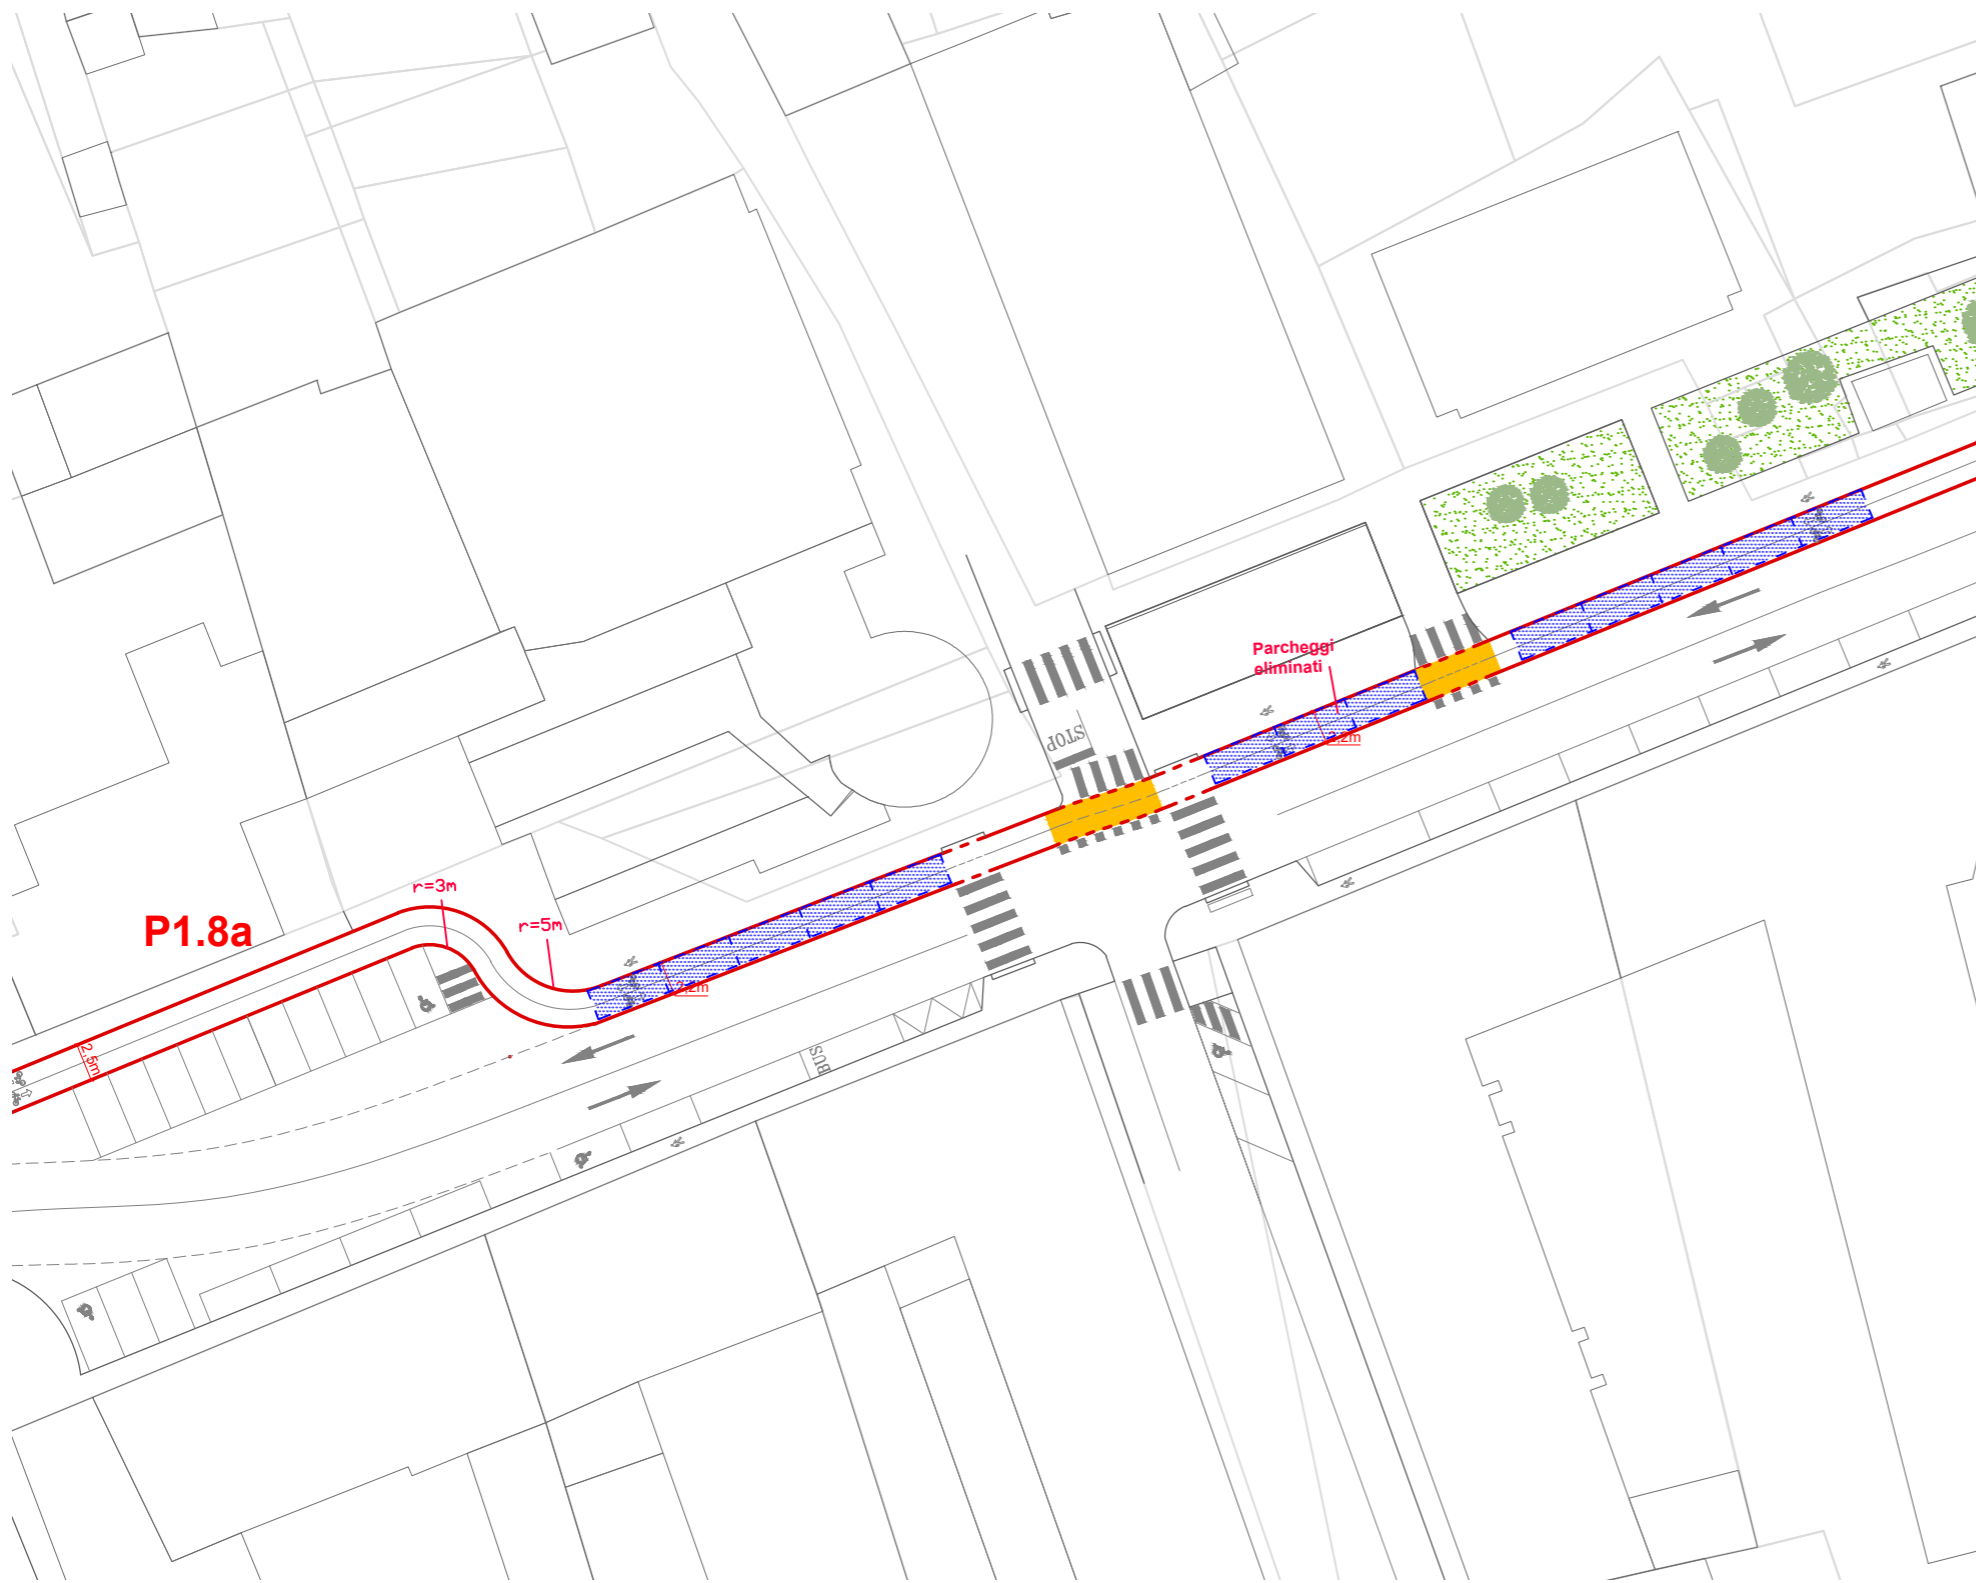 STOP
Parcheggi
eliminati
2,2m
r=3m
r=5m
P1.8a
2,2m
2,5m
BUS